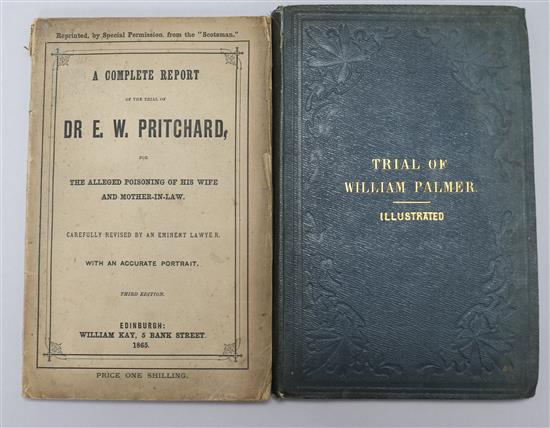 Reprinted, by Special Permission, from the "Scotsman."
A COMPLETE REPORT
OF THE TRIAL OF
DR E. W. PRITCHARD,
FOR
THE ALLEGED POISONING OF HIS WIFE
AND MOTHER-IN-LAW.
CAREFULLY REVISED BY AN EMINENT LAWYER.
WITH AN ACCURATE PORTRAIT.
THIRD EDITION.
EDINBURGH:
WILLIAM KAY, 5 BANK STREET.
1865.
PRICE ONE SHILLING.
TRIAL OF
WILLIAM PALMER.
ILLUSTRATED